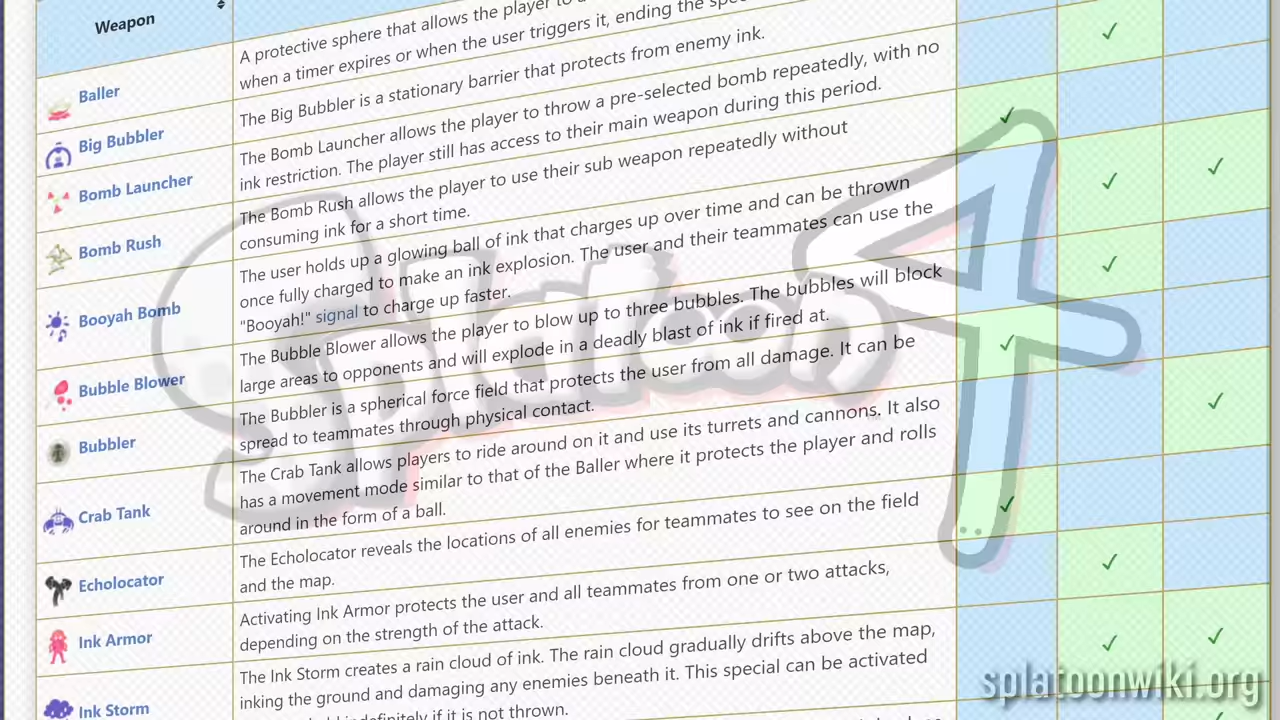 Weapon
Baller
A protective sphere that allows the player to
when a timer expires or when the user triggers it, ending the
Big Bubbler
The Big Bubbler is a stationary barrier that protects from enemy ink.
Bomb Launcher
The Bomb Launcher allows the player to throw a pre-selected bomb repeatedly, with no
ink restriction. The player still has access to their main weapon during this period.
Bomb Rush
The Bomb Rush allows the player to use their sub weapon repeatedly without
consuming ink for a short time.
Booyah Bomb
The user holds up a glowing ball of ink that charges up over time and can be thrown
once fully charged to make an ink explosion. The user and their teammates can use the
"Booyah!" signal to charge up faster.
Bubble Blower
The Bubble Blower allows the player to blow up to three bubbles. The bubbles will block
large areas to opponents and will explode in a deadly blast of ink if fired at.
Bubbler
The Bubbler is a spherical force field that protects the user from all damage. It can be
spread to teammates through physical contact.
Crab Tank
The Crab Tank allows players to ride around on it and use its turrets and cannons. It also
has a movement mode similar to that of the Baller where it protects the player and rolls
around in the form of a ball.
Echolocator
The Echolocator reveals the locations of all enemies for teammates to see on the field
and the map.
Ink Armor
Activating Ink Armor protects the user and all teammates from one or two attacks,
depending on the strength of the attack.
Ink Storm
The Ink Storm creates a rain cloud of ink. The rain cloud gradually drifts above the map,
inking the ground and damaging any enemies beneath it. This special can be activated
indefinitely if it is not thrown.
Splatoon 4
splatoonwiki.org